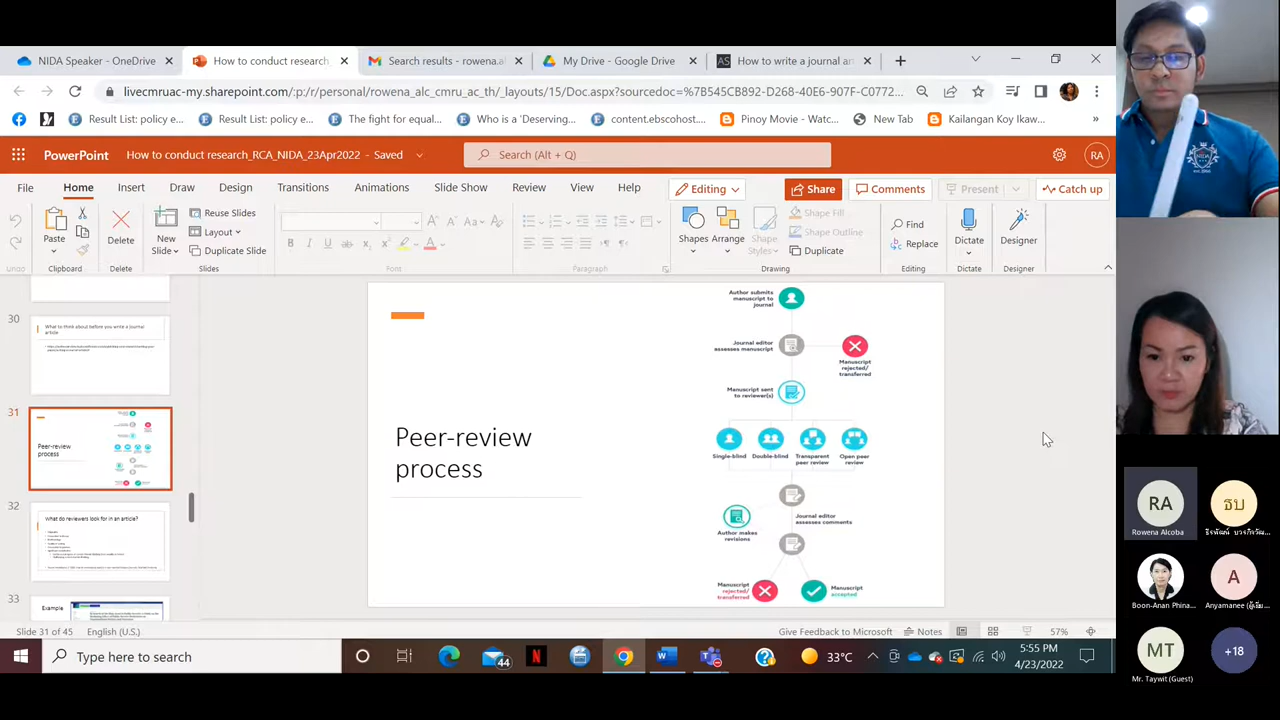 NIDA Speaker - OneDrive
How to conduct research
Search results - rowena.al
My Drive - Google Drive
AS
How to write a journal an
livecmruac-my.sharepoint.com/:p:/r/personal/rowena_alc_cmru_ac_th/_layouts/15/Doc.aspx?sourcedoc=%7B545CB892-D268-40E6-907F-C0772...
Result List: policy e...
Result List: policy e...
The fight for equal...
Who is a 'Deserving...
content.ebscohost....
Pinoy Movie - Watc...
New Tab
Kailangan Koy Ikaw...
PowerPoint
How to conduct research_RCA_NIDA_23Apr2022 - Saved
Search (Alt + Q)
RA
File
Home
Insert
Draw
Design
Transitions
Animations
Slide Show
Review
View
Help
Editing
Share
Comments
Present
Catch up
Undo
Paste
Clipboard
Delete
Delete
New
Slide
Reuse Slides
Layout
Duplicate Slide
Slides
Font
Paragraph
Shapes
Arrange
Shape
Styles
Shape Fill
Shape Outline
Duplicate
Drawing
Find
Replace
Editing
Dictate
Dictate
Designer
Designer
30
What to think about before you write a journal
article
31
Peer-review
process
32
What do reviewers look for in an article?
33
Example
Peer-review
process
Author submits
manuscript to
journal
Journal editor
assesses manuscript
Manuscript
rejected/
transferred
Manuscript sent
to reviewer(s)
Single-blind
Double-blind
Transparent
peer review
Open peer
review
Journal editor
assesses comments
Author makes
revisions
Manuscript
rejected/
transferred
Manuscript
accepted
Slide 31 of 45
English (U.S.)
Give Feedback to Microsoft
Notes
57%
Type here to search
44
33°C
5:55 PM
4/23/2022
NIDA
RA
Rowena Alcoba
ธบ
A
Boon-Anan Phina...
MT
Mr. Taywit (Guest)
+18